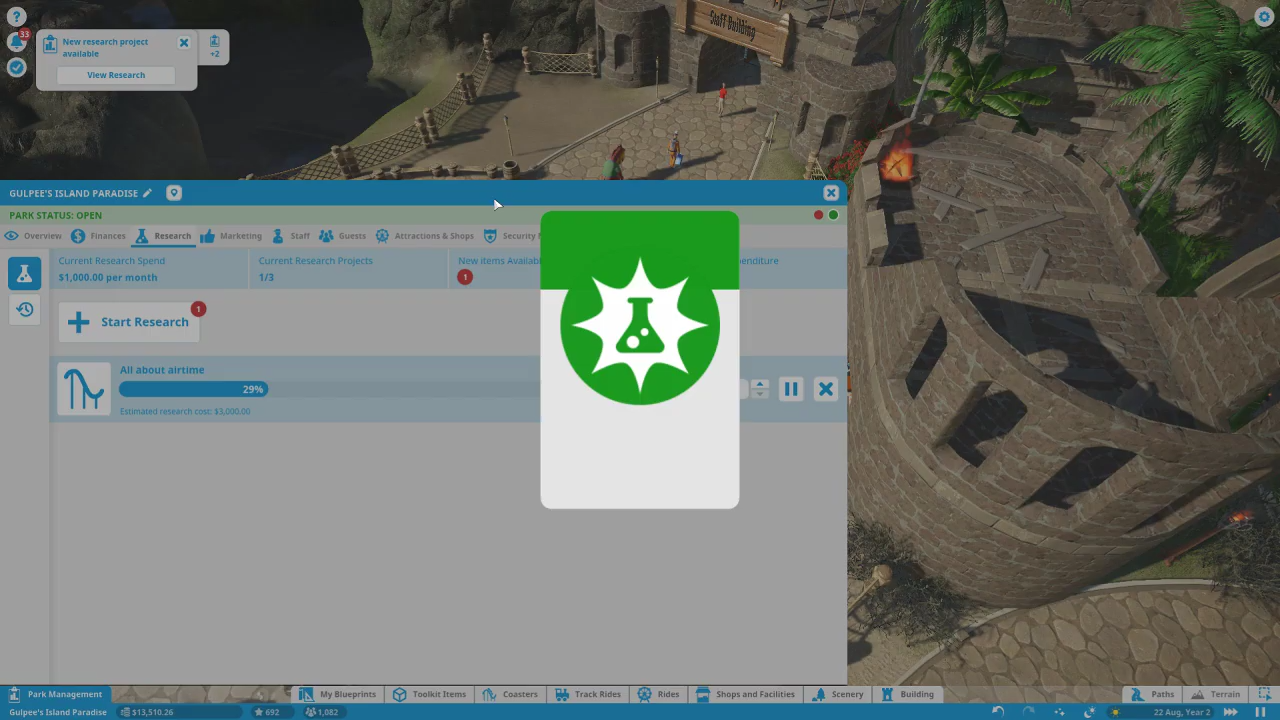 Staff Building
33
New research project
available
+2
View Research
GULPEE'S ISLAND PARADISE
PARK STATUS: OPEN
Overview
Finances
Research
Marketing
Staff
Guests
Attractions & Shops
Security
Current Research Spend
$1,000.00 per month
Current Research Projects
1/3
New items
1
Start Research
1
All about airtime
29%
Estimated research cost: $3,000.00
Park Management
My Blueprints
Toolkit Items
Coasters
Track Rides
Rides
Shops and Facilities
Scenery
Building
Paths
Terrain
Gulpee's Island Paradise
$13,510.26
692
1,082
22 Aug, Year 2